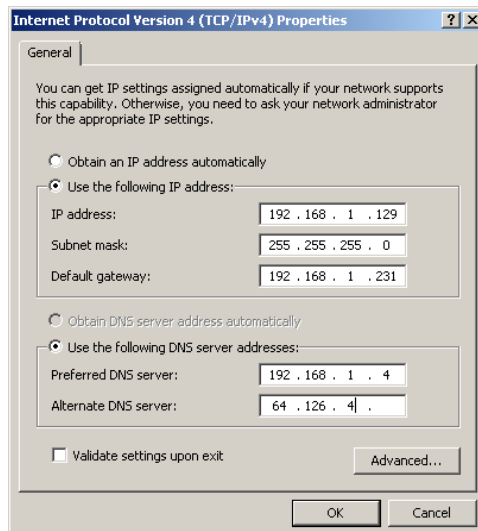 Internet Protocol Version 4 (TCP/IPv4) Properties ? X
General
You can get IP settings assigned automatically if your network supports
this capability. Otherwise, you need to ask your network administrator
for the appropriate IP settings.
Obtain an IP address automatically
Use the following IP address:
IP address: 192 . 168 . 1 . 129
Subnet mask: 255 . 255 . 255 . 0
Default gateway: 192 . 168 . 1 . 231
Obtain DNS server address automatically
Use the following DNS server addresses:
Preferred DNS server: 192 . 168 . 1 . 4
Alternate DNS server: 64 . 126 . 4 .
Validate settings upon exit
Advanced...
OK Cancel